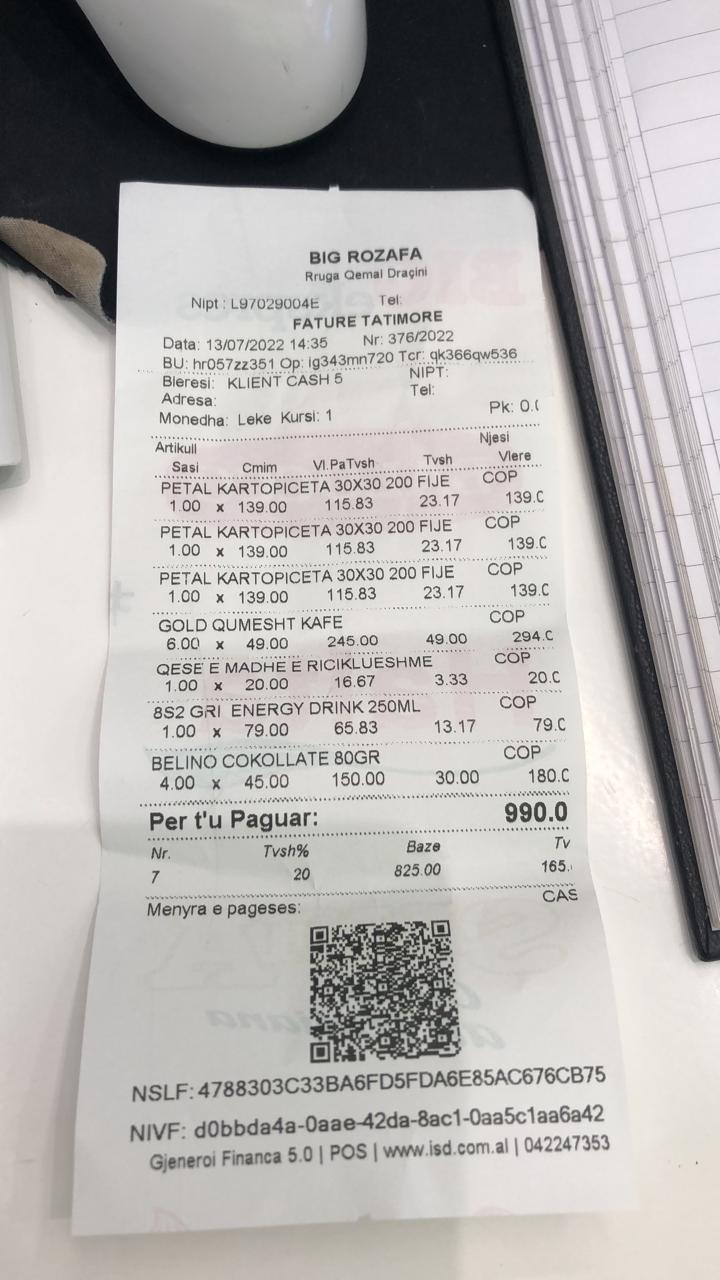 BIG ROZAFA
Rruga Qemal Draçini
Nipt : L97029004E Tel:
FATURE TATIMORE
Data: 13/07/2022 14:35 Nr: 376/2022
BU: hr057zz351 Op: ig343mn720 Tcr: qk366qw536
Bleresi: KLIENT CASH 5 NIPT:
Adresa: Tel:
Monedha: Leke Kursi: 1 Pk: 0.(
Artikull Njesi
Sasi Cmim Vl.PaTvsh Tvsh Vlere
PETAL KARTOPICETA 30X30 200 FIJE COP
1.00 x 139.00 115.83 23.17 139.0
PETAL KARTOPICETA 30X30 200 FIJE COP
1.00 x 139.00 115.83 23.17 139.0
PETAL KARTOPICETA 30X30 200 FIJE COP
1.00 x 139.00 115.83 23.17 139.0
GOLD QUMESHT KAFE COP
6.00 x 49.00 245.00 49.00 294.0
QESE E MADHE E RICIKLUESHME COP
1.00 x 20.00 16.67 3.33 20.0
8S2 GRI ENERGY DRINK 250ML COP
1.00 x 79.00 65.83 13.17 79.0
BELINO COKOLLATE 80GR COP
4.00 x 45.00 150.00 30.00 180.0
Per t'u Paguar: 990.0
Nr. Tvsh% Baze Tv
7 20 825.00 165.
Menyra e pageses: CAS
NSLF: 4788303C33BA6FD5FDA6E85AC676CB75
NIVF: d0bbda4a-0aae-42da-8ac1-0aa5c1aa6a42
Gjeneroi Financa 5.0 | POS | www.isd.com.al | 042247353